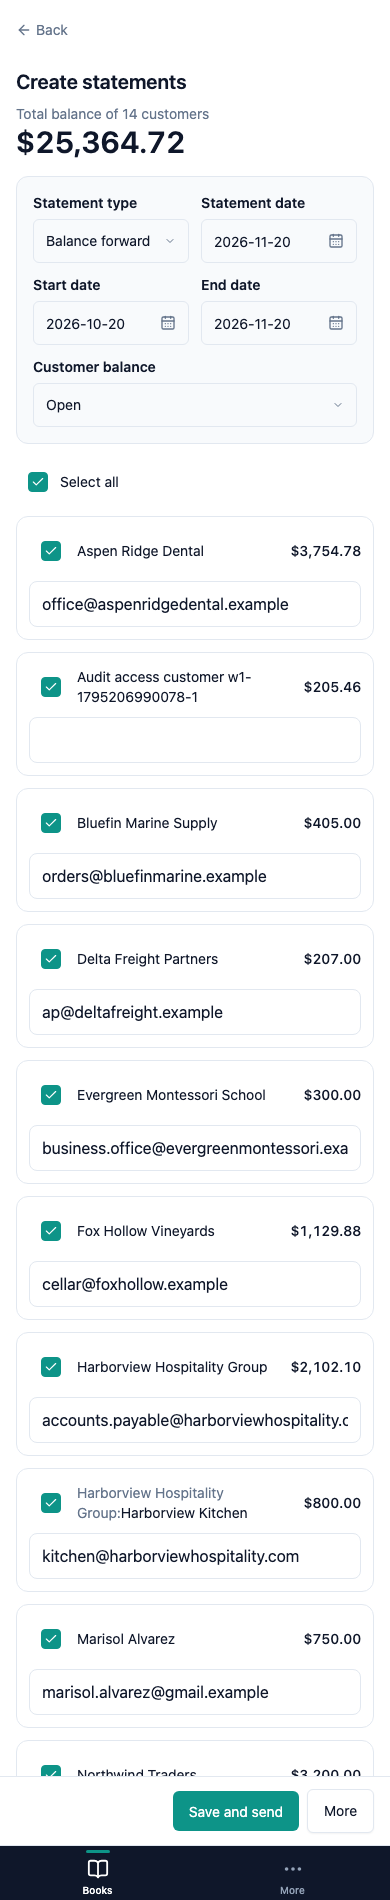 Back
Create statements
Total balance of 14 customers
$25,364.72
Statement type
Statement date
Balance forward
2026-11-20
Start date
End date
2026-10-20
2026-11-20
Customer balance
Open
Select all
Aspen Ridge Dental $3,754.78
office@aspenridgedental.example
Audit access customer w1-
1795206990078-1
$205.46
Bluefin Marine Supply $405.00
orders@bluefinmarine.example
Delta Freight Partners $207.00
ap@deltafreight.example
Evergreen Montessori School $300.00
business.office@evergreenmontessori.exa
Fox Hollow Vineyards $1,129.88
cellar@foxhollow.example
Harborview Hospitality Group $2,102.10
accounts.payable@harborviewhospitality.c
Harborview Hospitality
Group:Harborview Kitchen
$800.00
kitchen@harborviewhospitality.com
Marisol Alvarez $750.00
marisol.alvarez@gmail.example
Northwind Traders $3,200.00
Save and send
More
Books
More